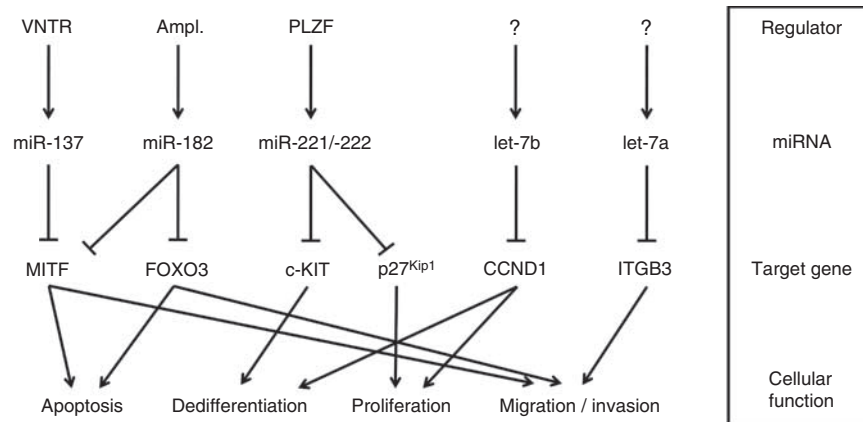 VNTR Ampl. PLZF ? ? Regulator
miR-137 miR-182 miR-221/-222 let-7b let-7a miRNA
MITF FOXO3 c-KIT p27Kip1 CCND1 ITGB3 Target gene
Apoptosis Dedifferentiation Proliferation Migration / invasion Cellular
function